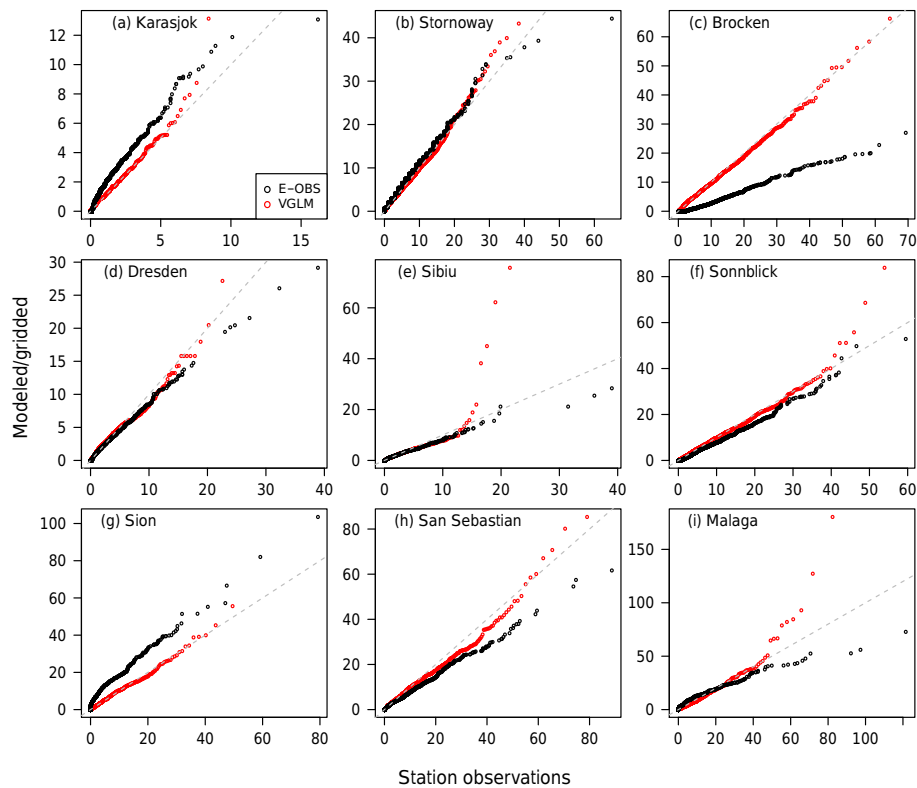 (a) Karasjok
12
10
8
6
4
2
0
E-OBS
VGLM
0 5 10 15
(b) Stornoway
40
30
20
10
0
0 10 20 30 40 50 60
(c) Brocken
60
50
40
30
20
10
0
0 10 20 30 40 50 60 70
(d) Dresden
30
25
20
15
10
5
0
0 10 20 30 40
(e) Sibiu
60
40
20
0
0 10 20 30 40
(f) Sonnblick
80
60
40
20
0
0 10 20 30 40 50 60
(g) Sion
100
80
60
40
20
0
0 20 40 60 80
(h) San Sebastian
80
60
40
20
0
0 20 40 60 80
(i) Malaga
150
100
50
0
0 20 40 60 80 100
Modeled/gridded
Station observations